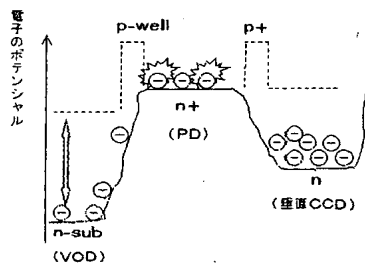 電子のポテンシャル
p-well
p+
n+
(PD)
n
(垂直CCD)
n-sub
(VOD)